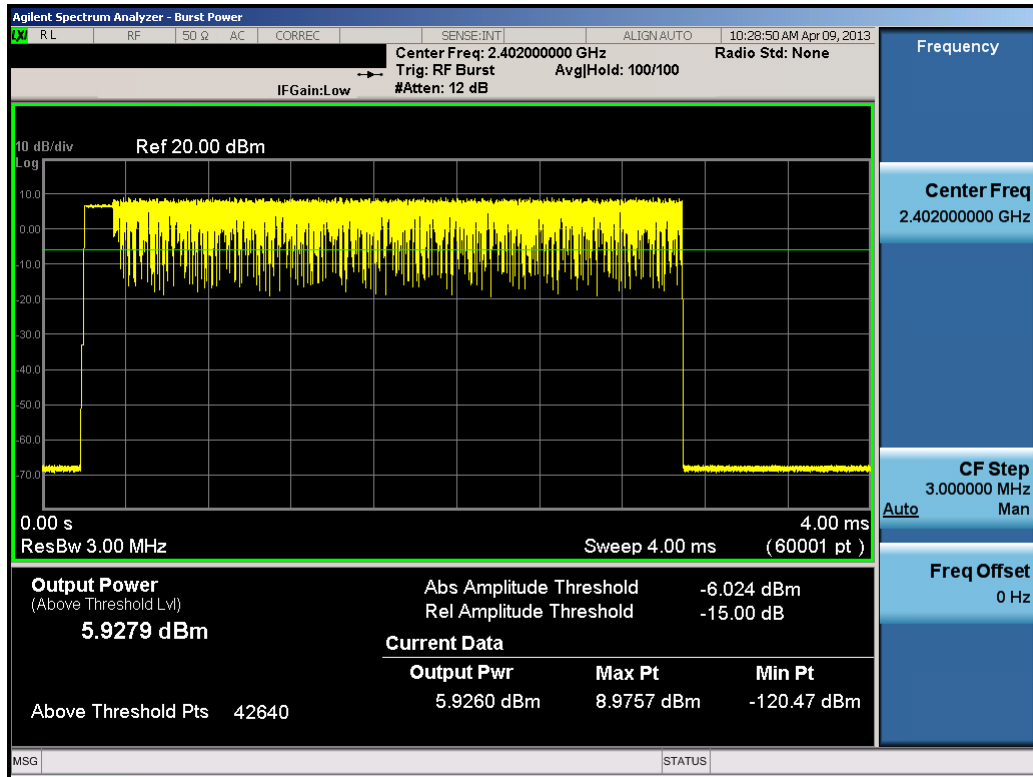 Agilent Spectrum Analyzer - Burst Power
LXI RL RF 50 Ω AC CORREC SENSE:INT ALIGN AUTO 10:28:50 AM Apr 09, 2013
Center Freq: 2.402000000 GHz Radio Std: None
Trig: RF Burst Avg|Hold: 100/100
IFGain:Low #Atten: 12 dB
Frequency
10 dB/div Ref 20.00 dBm
Log
10.0
0.00
-10.0
-20.0
-30.0
-40.0
-50.0
-60.0
-70.0
0.00 s 4.00 ms
ResBw 3.00 MHz Sweep 4.00 ms (60001 pt)
Center Freq
2.402000000 GHz
CF Step
3.000000 MHz
Auto Man
Freq Offset
0 Hz
Output Power
(Above Threshold Lvl)
5.9279 dBm
Above Threshold Pts 42640
Abs Amplitude Threshold -6.024 dBm
Rel Amplitude Threshold -15.00 dB
Current Data
Output Pwr Max Pt Min Pt
5.9260 dBm 8.9757 dBm -120.47 dBm
MSG STATUS